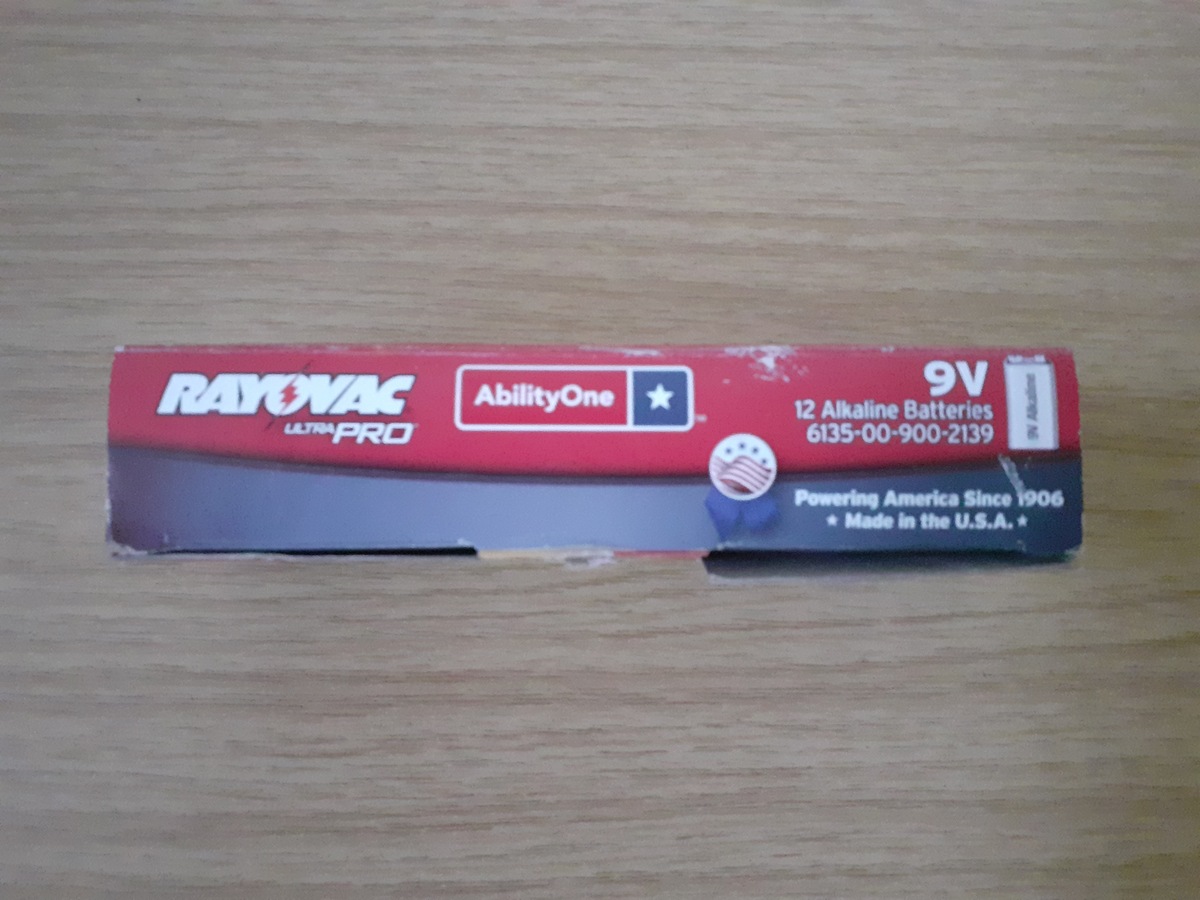 RAYOVAC
ULTRA PRO
AbilityOne
™
9V
12 Alkaline Batteries
6135-00-900-2139
9V Alkaline
Powering America Since 1906
★ Made in the U.S.A. ★